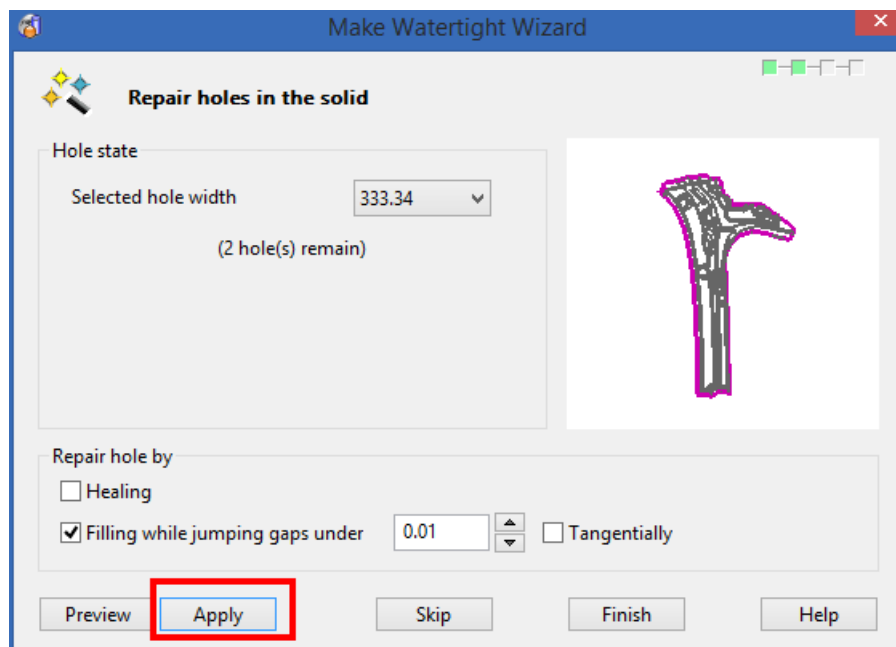 Make Watertight Wizard
Repair holes in the solid
Hole state
Selected hole width 333.34
(2 hole(s) remain)
Repair hole by
Healing
Filling while jumping gaps under 0.01 Tangentially
Preview Apply Skip Finish Help